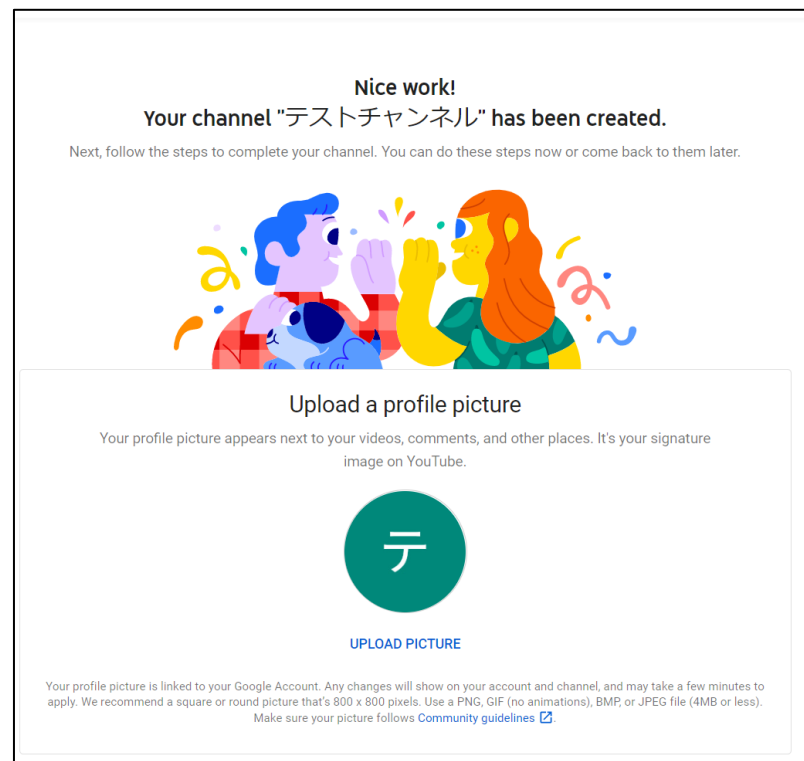 Nice work!
Your channel "テストチャンネル" has been created.
Next, follow the steps to complete your channel. You can do these steps now or come back to them later.
Upload a profile picture
Your profile picture appears next to your videos, comments, and other places. It's your signature
image on YouTube.
テ
UPLOAD PICTURE
Your profile picture is linked to your Google Account. Any changes will show on your account and channel, and may take a few minutes to
apply. We recommend a square or round picture that's 800 x 800 pixels. Use a PNG, GIF (no animations), BMP, or JPEG file (4MB or less).
Make sure your picture follows Community guidelines.